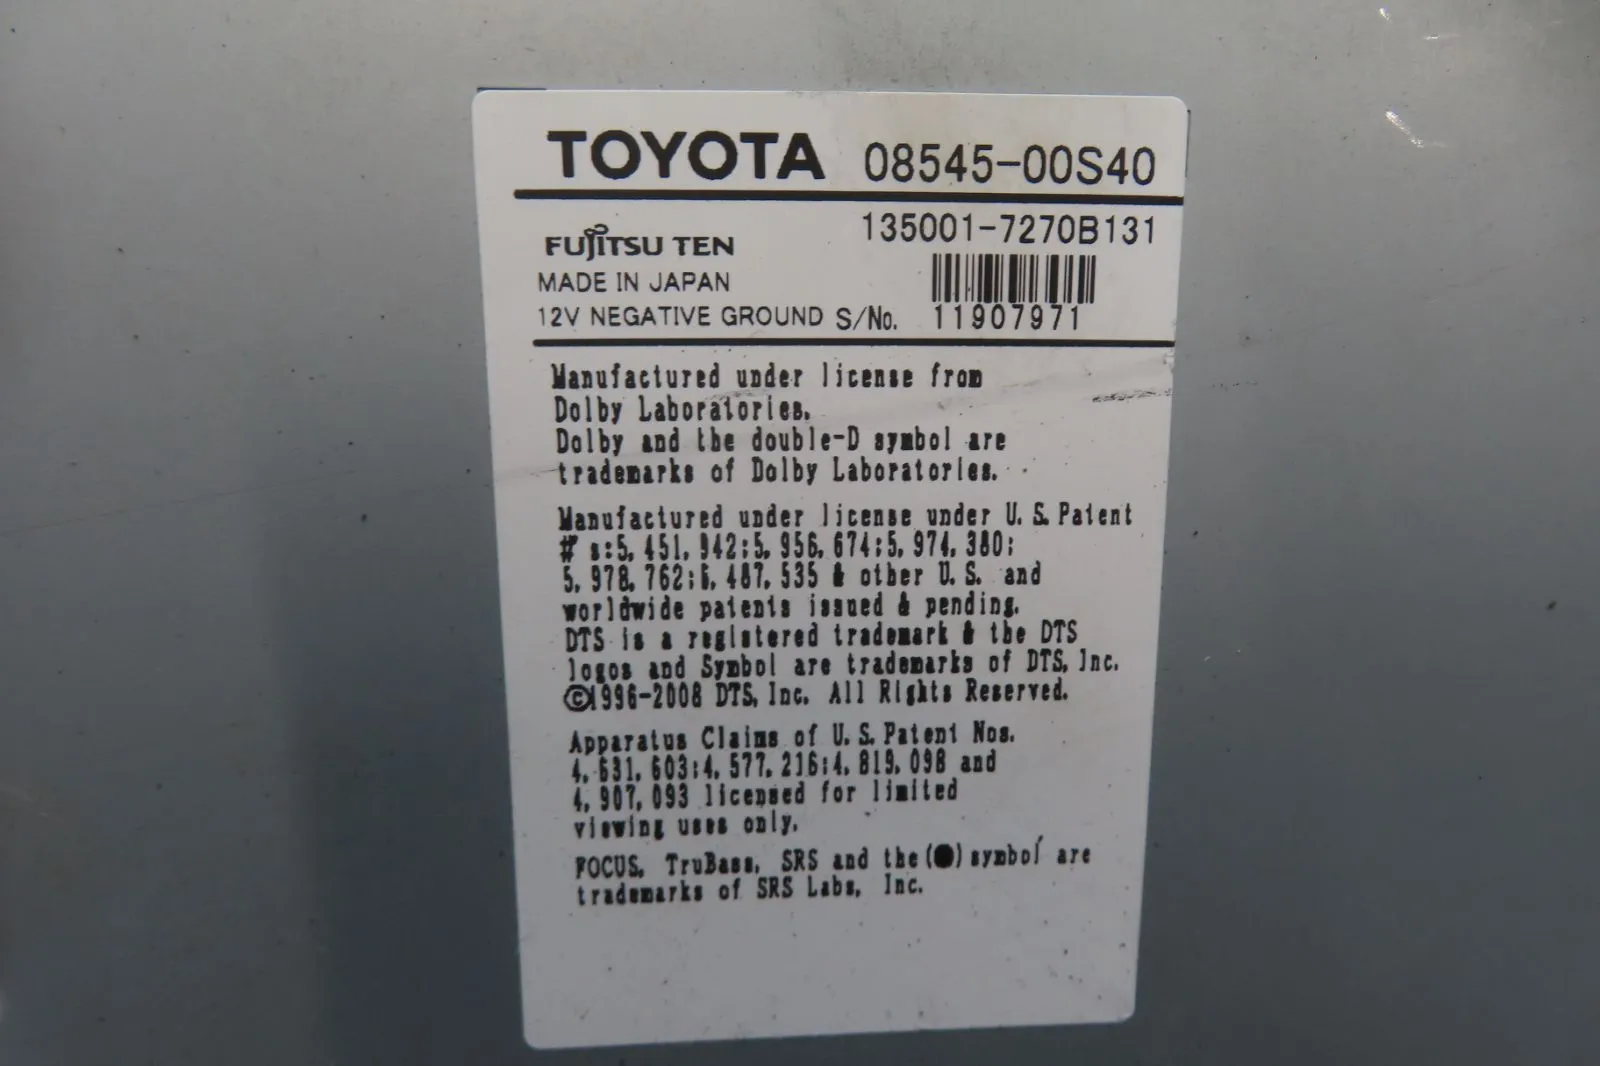 TOYOTA 08545-00S40
135001-7270B131
FUJITSU TEN
MADE IN JAPAN
12V NEGATIVE GROUND S/No. 11907971
Manufactured under license from
Dolby Laboratories.
Dolby and the double-D symbol are
trademarks of Dolby Laboratories.
Manufactured under license under U. S. Patent
# s:5, 451, 942;5, 956, 674;5, 974, 380;
5, 978, 762;6, 487, 535 & other U. S. and
worldwide patents issued & pending.
DTS is a registered trademark & the DTS
logos and Symbol are trademarks of DTS, Inc.
©1996-2008 DTS, Inc. All Rights Reserved.
Apparatus Claims of U. S. Patent Nos.
4, 631, 603;4, 577, 216;4, 819, 098 and
4, 907, 093 licensed for limited
viewing uses only.
FOCUS, TruBass, SRS and the (●) symbol are
trademarks of SRS Labs, Inc.